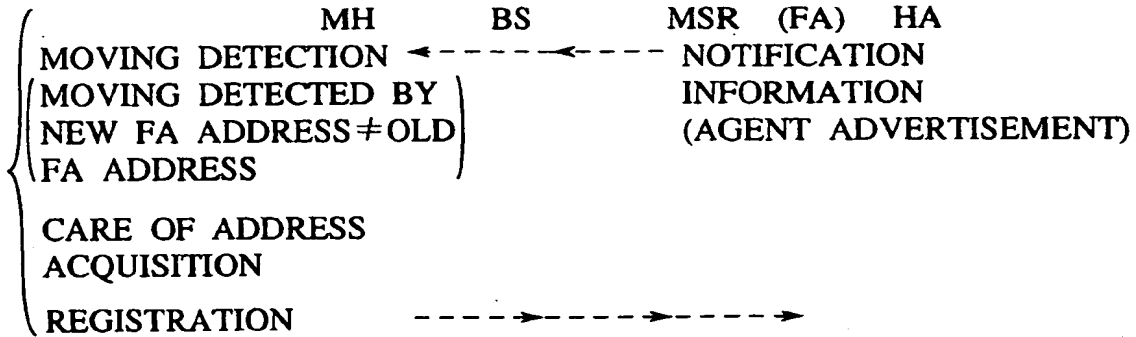 MH BS MSR (FA) HA
MOVING DETECTION NOTIFICATION
(MOVING DETECTED BY INFORMATION
NEW FA ADDRESS≠OLD (AGENT ADVERTISEMENT)
FA ADDRESS)
CARE OF ADDRESS
ACQUISITION
REGISTRATION